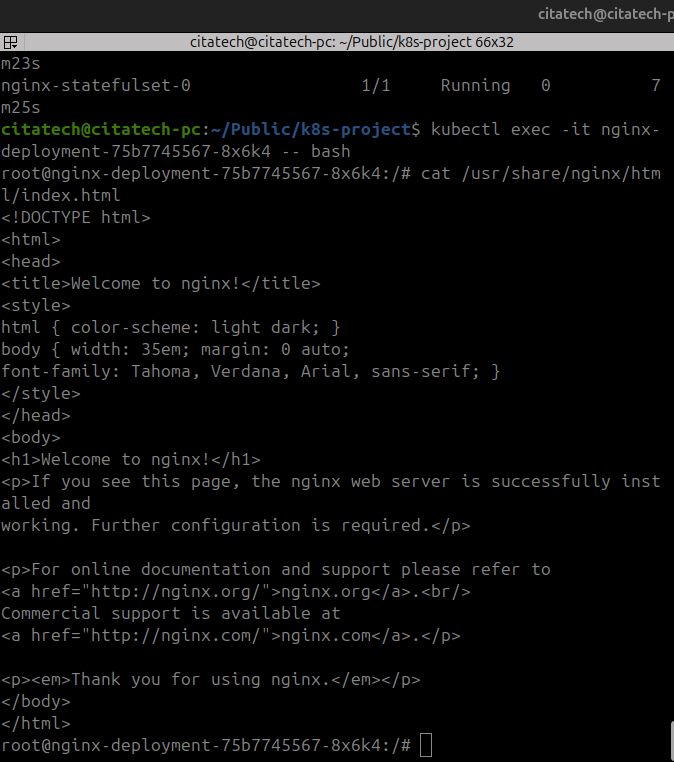 citatech@citatech-p
citatech@citatech-pc: ~/Public/k8s-project 66x32
m23s
nginx-statefulset-0                 1/1     Running   0          7
m25s
citatech@citatech-pc:~/Public/k8s-project$ kubectl exec -it nginx-
deployment-75b7745567-8x6k4 -- bash
root@nginx-deployment-75b7745567-8x6k4:/# cat /usr/share/nginx/htm
l/index.html
<!DOCTYPE html>
<html>
<head>
<title>Welcome to nginx!</title>
<style>
html { color-scheme: light dark; }
body { width: 35em; margin: 0 auto;
font-family: Tahoma, Verdana, Arial, sans-serif; }
</style>
</head>
<body>
<h1>Welcome to nginx!</h1>
<p>If you see this page, the nginx web server is successfully inst
alled and
working. Further configuration is required.</p>

<p>For online documentation and support please refer to
<a href="http://nginx.org/">nginx.org</a>.<br/>
Commercial support is available at
<a href="http://nginx.com/">nginx.com</a>.</p>

<p><em>Thank you for using nginx.</em></p>
</body>
</html>
root@nginx-deployment-75b7745567-8x6k4:/#